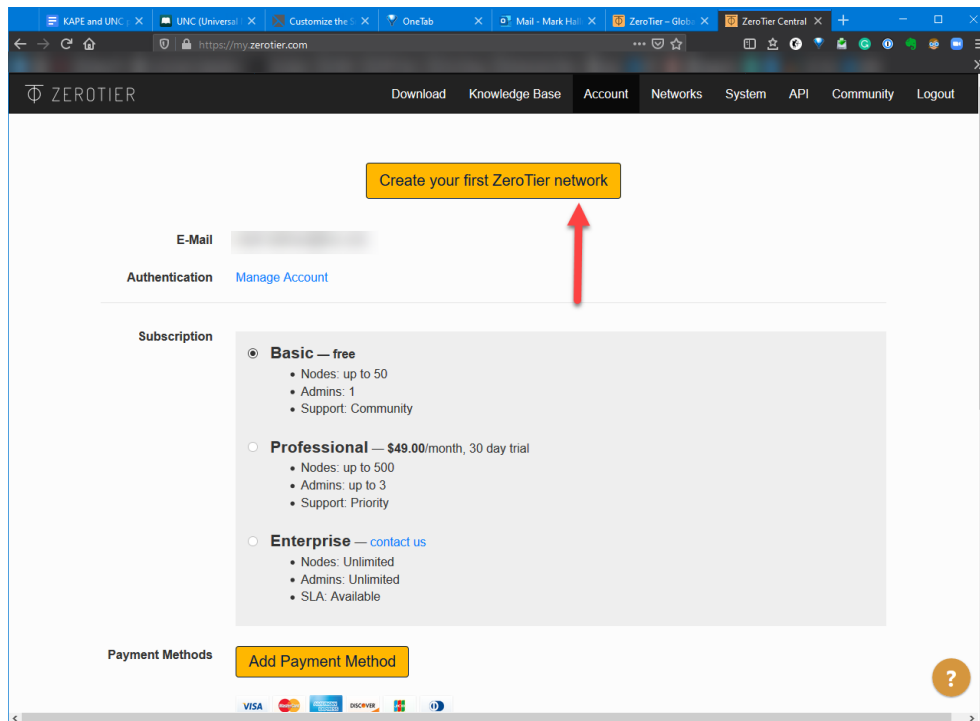 KAPE and UNC p
UNC (Univers
Customize the S
OneTab
Mail - Mark Hall
ZeroTier – Globa
ZeroTier Central
https://my.zerotier.com
ZEROTIER
Download Knowledge Base Account Networks System API Community Logout
Create your first ZeroTier network
E-Mail
Authentication Manage Account
Subscription
Basic — free
Nodes: up to 50
Admins: 1
Support: Community
Professional — $49.00/month, 30 day trial
Nodes: up to 500
Admins: up to 3
Support: Priority
Enterprise — contact us
Nodes: Unlimited
Admins: Unlimited
SLA: Available
Payment Methods Add Payment Method
VISA DISCOVER
?